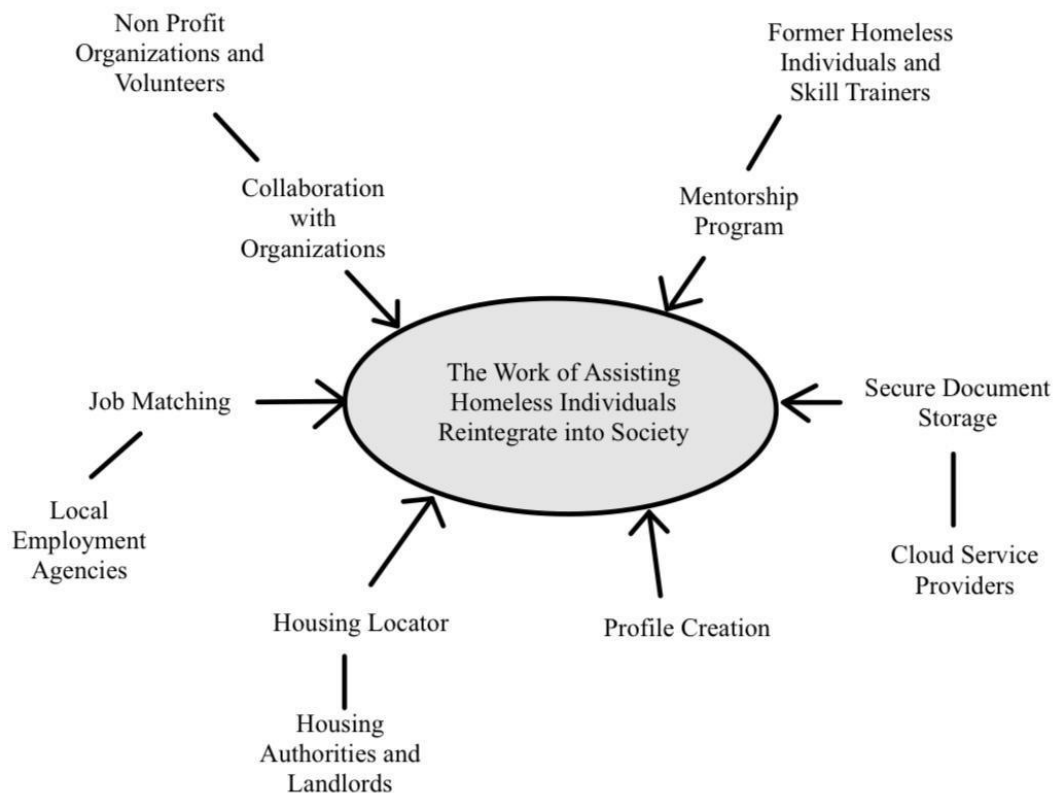 Non Profit
Organizations and
Volunteers
Former Homeless
Individuals and
Skill Trainers
Collaboration
with
Organizations
Mentorship
Program
The Work of Assisting
Homeless Individuals
Reintegrate into Society
Job Matching
Secure Document
Storage
Local
Employment
Agencies
Cloud Service
Providers
Housing Locator
Profile Creation
Housing
Authorities and
Landlords